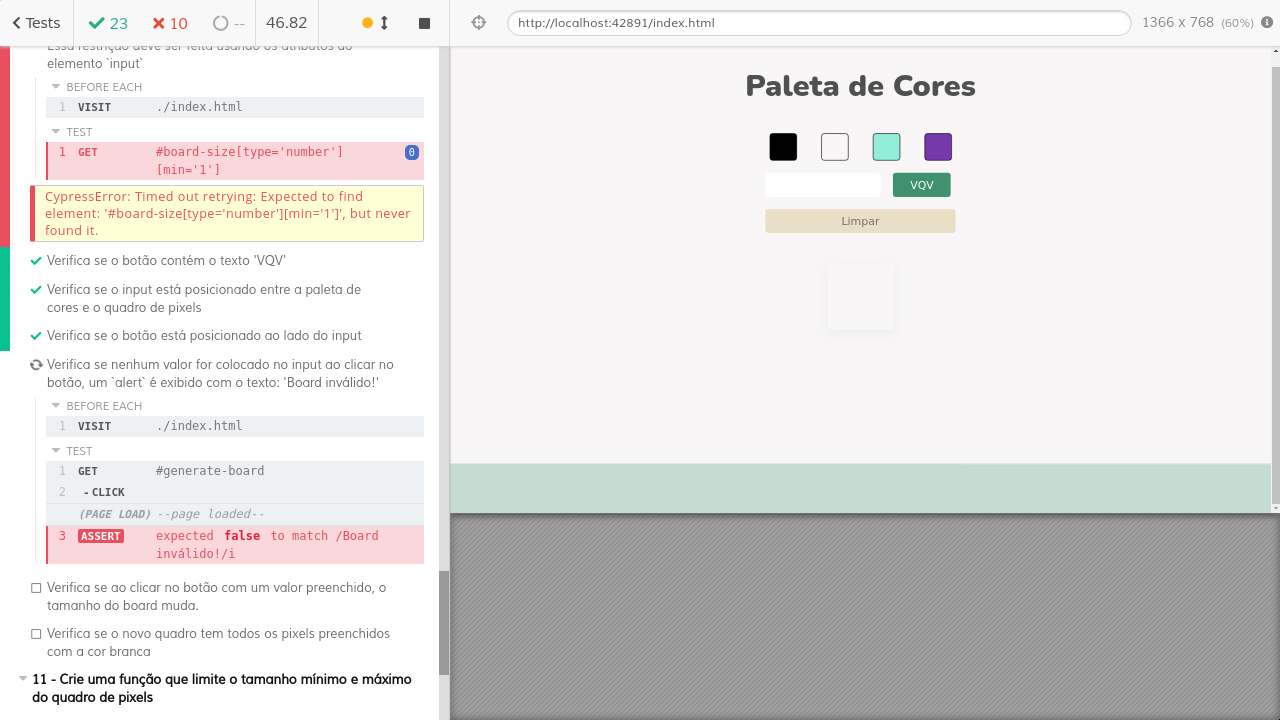 Tests
23
10
--
46.82
http://localhost:42891/index.html
1366 x 768 (60%)
Essa restrição deve ser feita usando os atributos do
elemento `input`
BEFORE EACH
1 VISIT ./index.html
TEST
1 GET #board-size[type='number']
[min='1']
0
CypressError: Timed out retrying: Expected to find
element: '#board-size[type='number'][min='1']', but never
found it.
Verifica se o botão contém o texto 'VQV'
Verifica se o input está posicionado entre a paleta de
cores e o quadro de pixels
Verifica se o botão está posicionado ao lado do input
Verifica se nenhum valor for colocado no input ao clicar no
botão, um `alert` é exibido com o texto: 'Board inválido!'
BEFORE EACH
1 VISIT ./index.html
TEST
1 GET #generate-board
2 - CLICK
(PAGE LOAD) --page loaded--
3 ASSERT expected false to match /Board
inválido!/i
Verifica se ao clicar no botão com um valor preenchido, o
tamanho do board muda.
Verifica se o novo quadro tem todos os pixels preenchidos
com a cor branca
11 - Crie uma função que limite o tamanho mínimo e máximo
do quadro de pixels
Paleta de Cores
VQV
Limpar